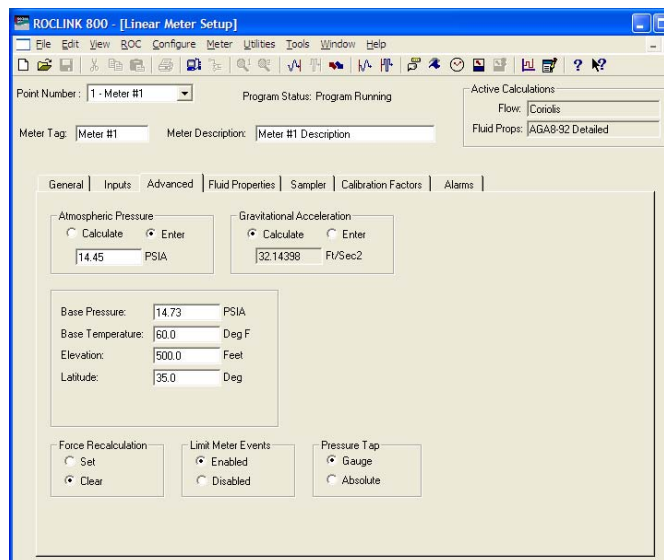 ROCLINK 800 - [Linear Meter Setup]
File Edit View ROC Configure Meter Utilities Tools Window Help
Point Number : 1 - Meter #1 Program Status: Program Running
Active Calculations
Flow: Coriolis
Fluid Props: AGA8-92 Detailed
Meter Tag: Meter #1 Meter Description: Meter #1 Description
General Inputs Advanced Fluid Properties Sampler Calibration Factors Alarms
Atmospheric Pressure
Calculate Enter
14.45 PSIA
Gravitational Acceleration
Calculate Enter
32.14398 Ft/Sec2
Base Pressure: 14.73 PSIA
Base Temperature: 60.0 Deg F
Elevation: 500.0 Feet
Latitude: 35.0 Deg
Force Recalculation
Set
Clear
Limit Meter Events
Enabled
Disabled
Pressure Tap
Gauge
Absolute